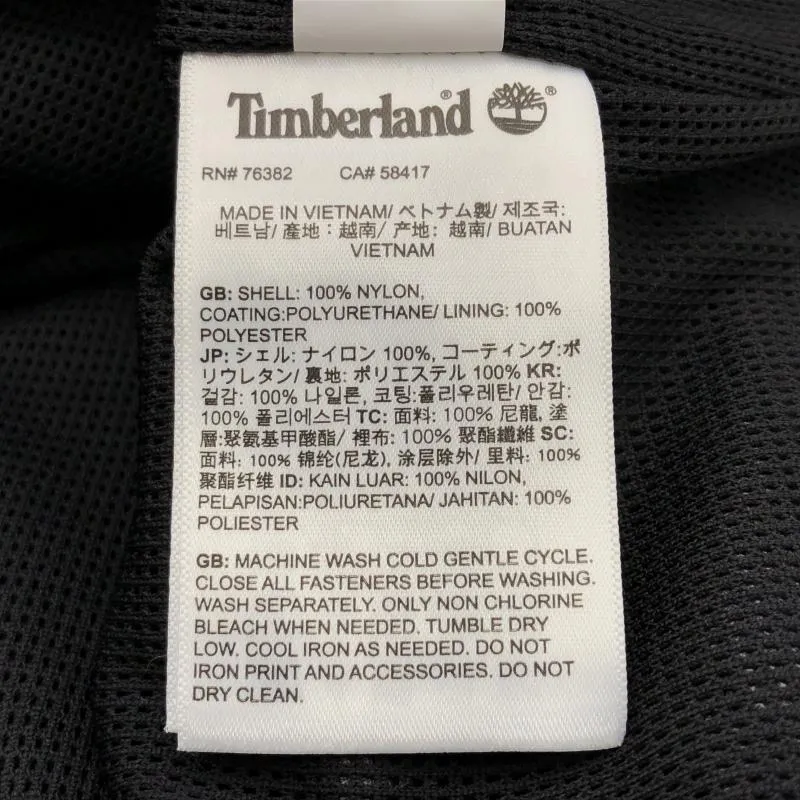 Timberland®
®
RN# 76382 CA# 58417
MADE IN VIETNAM/ ベトナム製/ 제조국:
베트남/ 產地：越南/ 产地：越南/ BUATAN
VIETNAM
GB: SHELL: 100% NYLON,
COATING:POLYURETHANE/ LINING: 100%
POLYESTER
JP: シェル: ナイロン 100%, コーティング:ポ
リウレタン/ 裏地: ポリエステル 100% KR:
겉감: 100% 나일론, 코팅:폴리우레탄/ 안감:
100% 폴리에스터 TC: 面料: 100% 尼龍, 塗
層:聚氨基甲酸酯/ 裡布: 100% 聚酯纖維 SC:
面料: 100% 锦纶(尼龙), 涂层除外/ 里料: 100%
聚酯纤维 ID: KAIN LUAR: 100% NILON,
PELAPISAN:POLIURETANA/ JAHITAN: 100%
POLIESTER
GB: MACHINE WASH COLD GENTLE CYCLE.
CLOSE ALL FASTENERS BEFORE WASHING.
WASH SEPARATELY. ONLY NON CHLORINE
BLEACH WHEN NEEDED. TUMBLE DRY
LOW. COOL IRON AS NEEDED. DO NOT
IRON PRINT AND ACCESSORIES. DO NOT
DRY CLEAN.